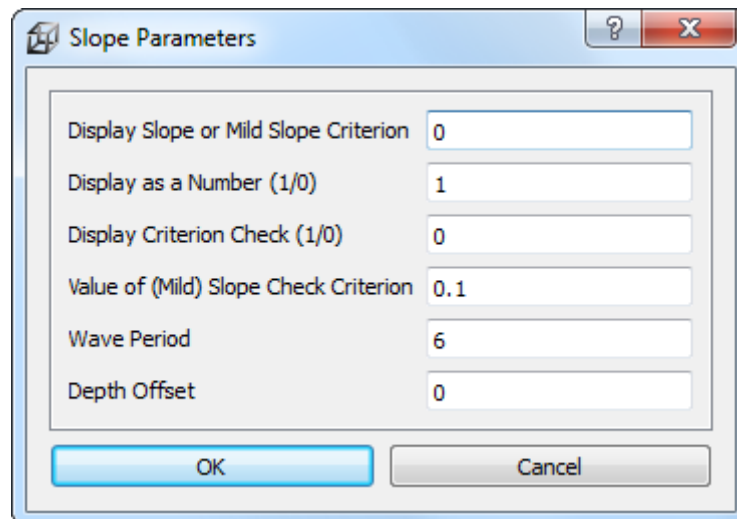 Slope Parameters
Display Slope or Mild Slope Criterion 0
Display as a Number (1/0) 1
Display Criterion Check (1/0) 0
Value of (Mild) Slope Check Criterion 0.1
Wave Period 6
Depth Offset 0
OK Cancel